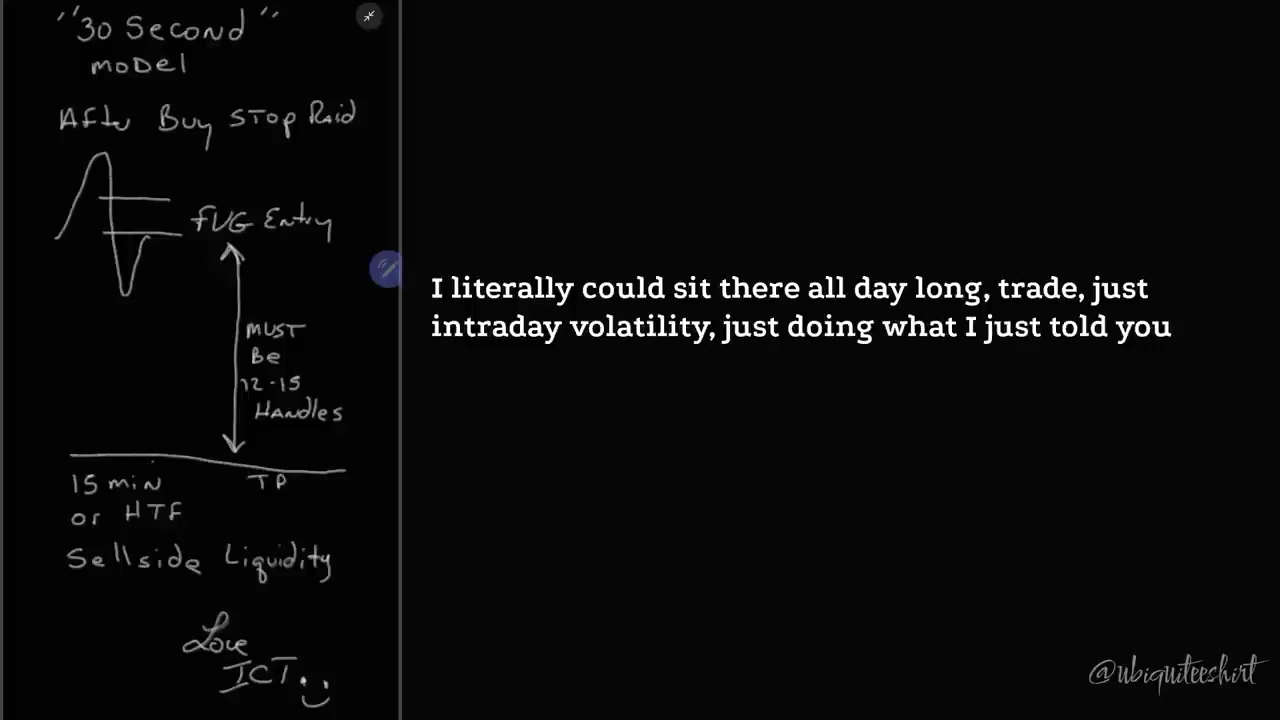 "30 Second"
model
After Buy STop Raid
FVG Entry
MUST
Be
12-15
HANdles
15 min
TP
or HTF
Sellside Liquidity
Love
ICT
I literally could sit there all day long, trade, just
intraday volatility, just doing what I just told you
@ubiquiteeshirt